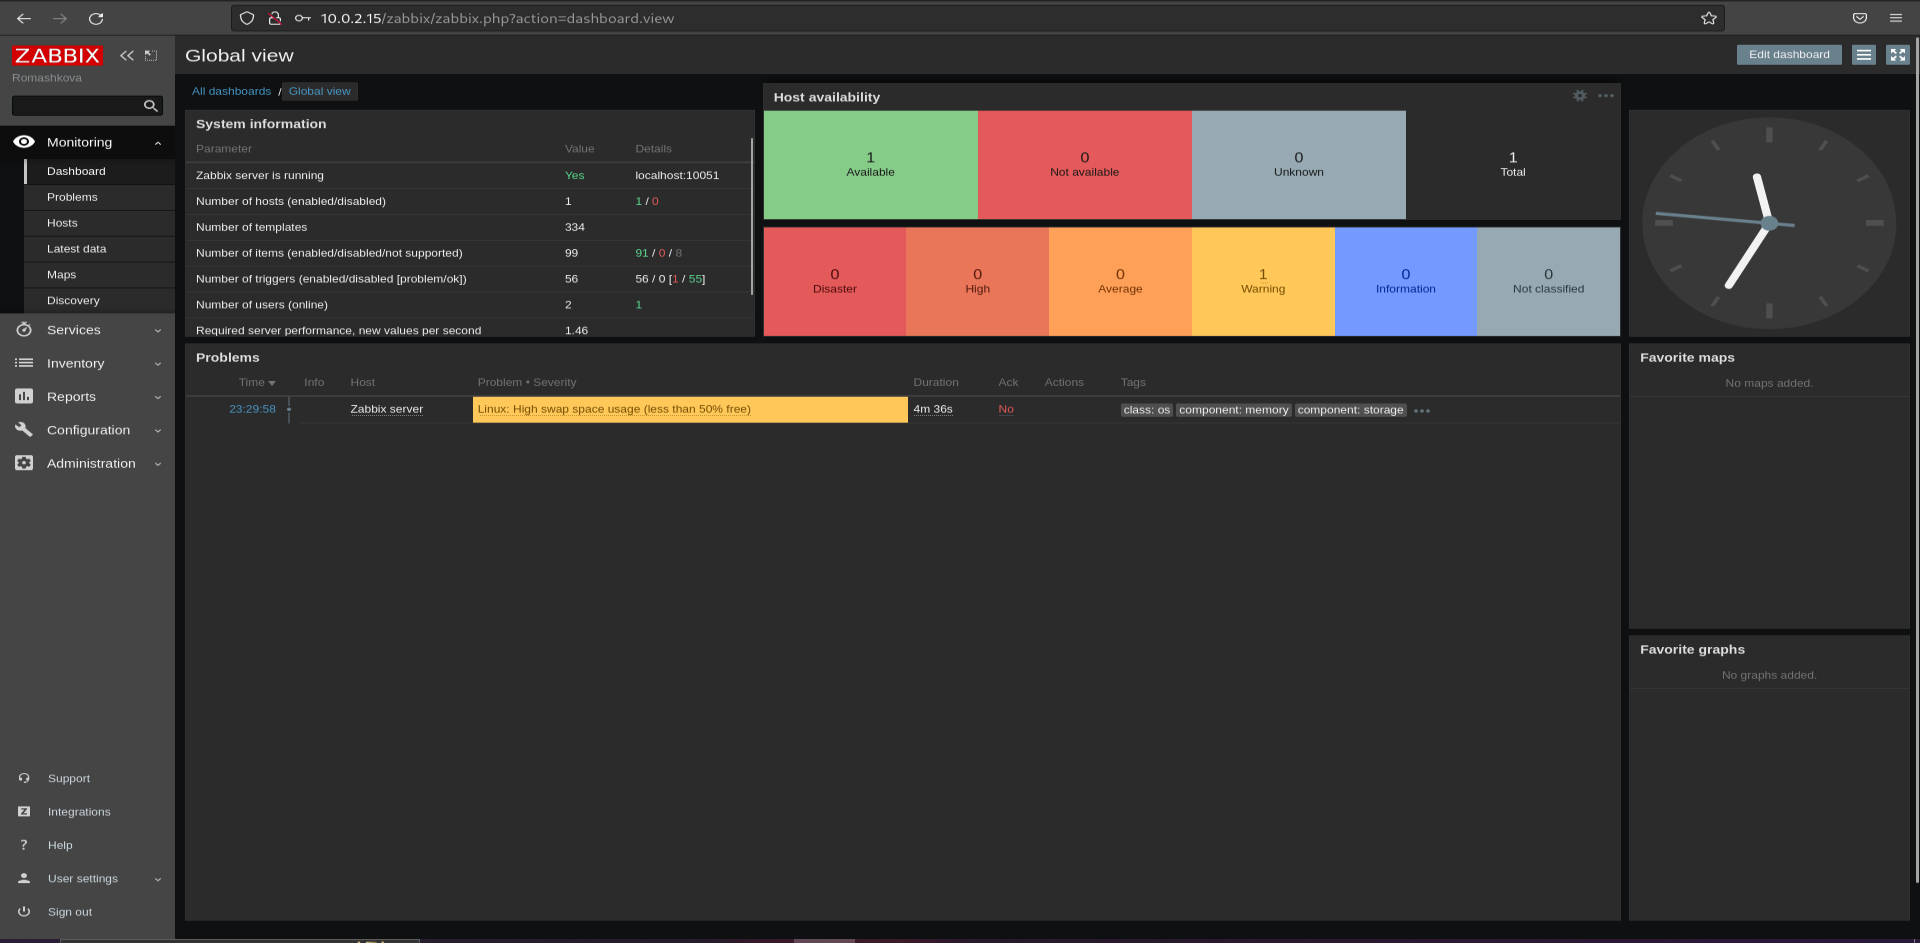 10.0.2.15/zabbix/zabbix.php?action=dashboard.view
ZABBIX
Romashkova
Global view
Edit dashboard
Monitoring
Dashboard
Problems
Hosts
Latest data
Maps
Discovery
Services
Inventory
Reports
Configuration
Administration
Support
Integrations
? Help
User settings
Sign out
All dashboards / Global view
System information
Parameter Value Details
Zabbix server is running Yes localhost:10051
Number of hosts (enabled/disabled) 1 1 / 0
Number of templates 334
Number of items (enabled/disabled/not supported) 99 91 / 0 / 8
Number of triggers (enabled/disabled [problem/ok]) 56 56 / 0 [1 / 55]
Number of users (online) 2 1
Required server performance, new values per second 1.46
Host availability
1 Available
0 Not available
0 Unknown
1 Total
0 Disaster
0 High
0 Average
1 Warning
0 Information
0 Not classified
Problems
Time Info Host Problem • Severity Duration Ack Actions Tags
23:29:58 Zabbix server Linux: High swap space usage (less than 50% free) 4m 36s No class: os component: memory component: storage
Favorite maps
No maps added.
Favorite graphs
No graphs added.